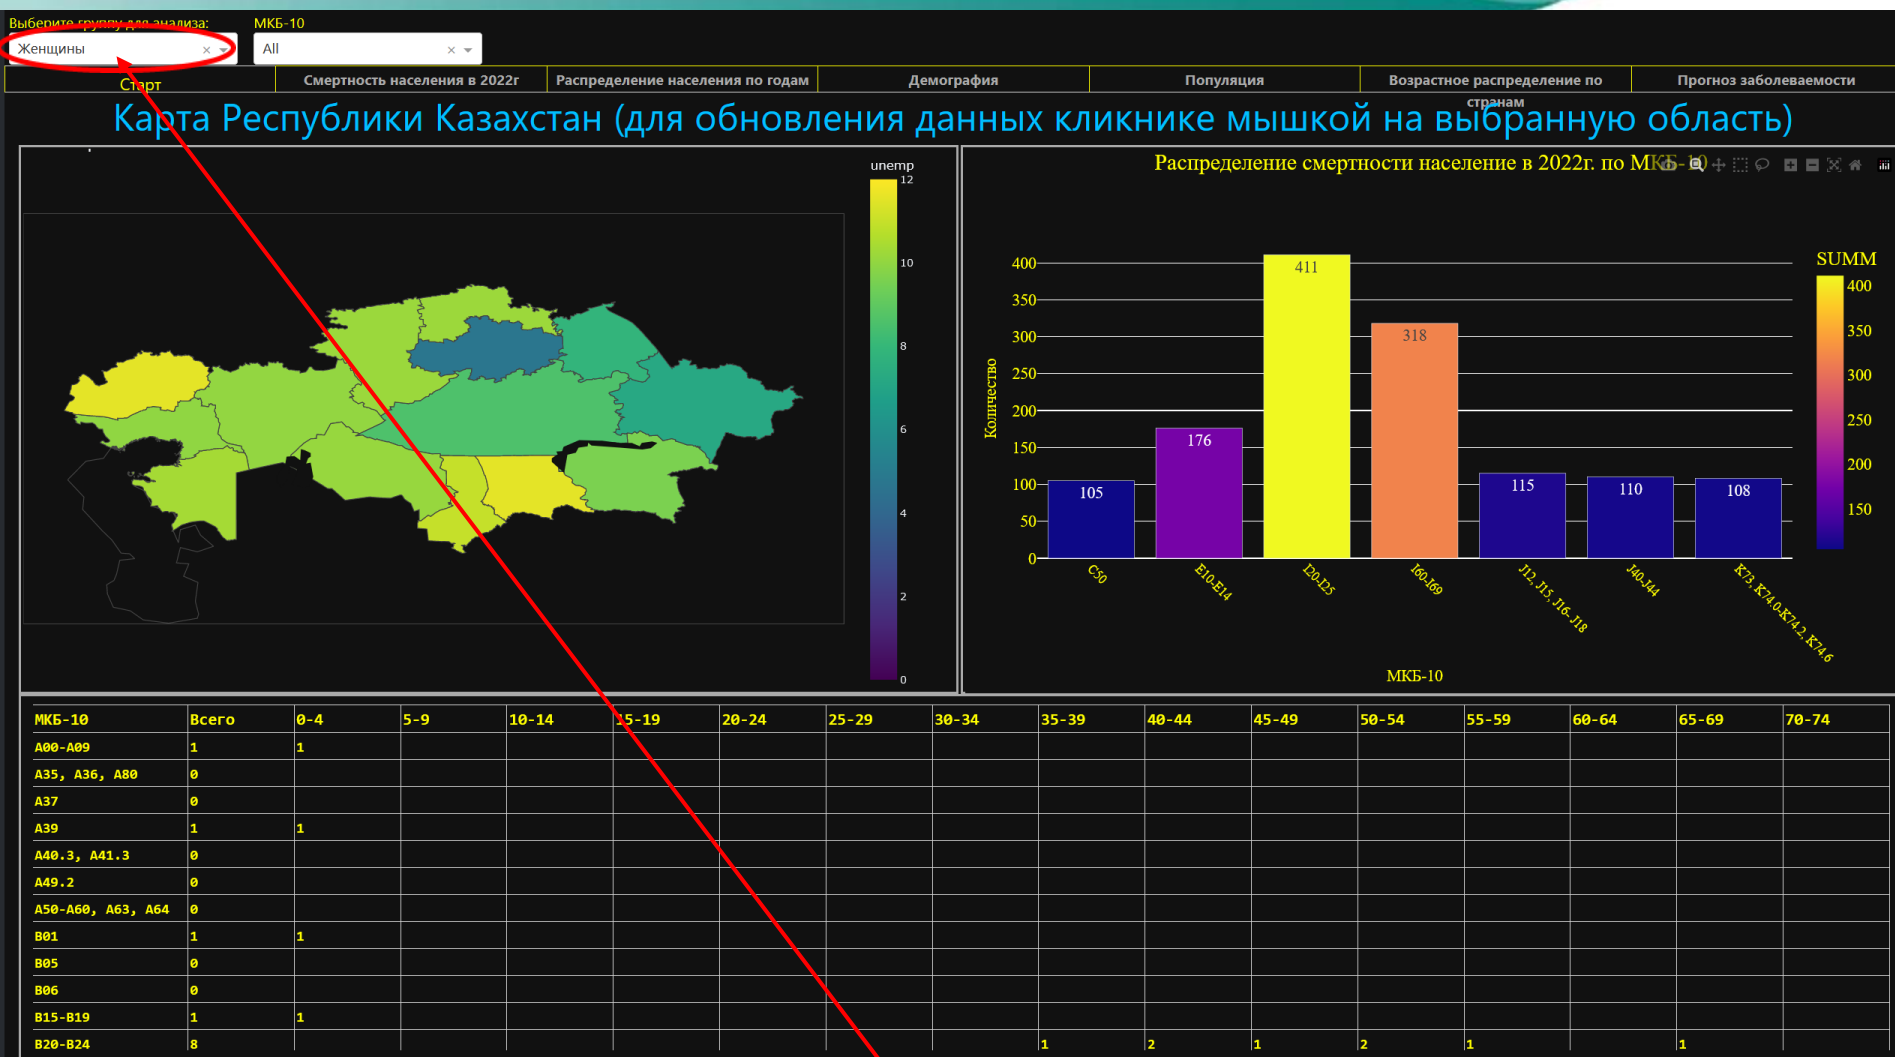 Выберите группу для анализа:
МКБ-10
Женщины
All
Старт
Смертность населения в 2022г
Распределение населения по годам
Демография
Популяция
Возрастное распределение по странам
Прогноз заболеваемости
Карта Республики Казахстан (для обновления данных кликнике мышкой на выбранную область)
unemp
12
10
8
6
4
2
0
Распределение смертности население в 2022г. по МКБ-10
Количество
400
350
300
250
200
150
100
50
0
105
176
411
318
115
110
108
C50
E10-E14
I20-I25
I60-I69
J12, J15, J16- J18
J40-J44
K73, K74.0-K74.2, K74.6
МКБ-10
SUMM
400
350
300
250
200
150
МКБ-10 Всего 0-4 5-9 10-14 15-19 20-24 25-29 30-34 35-39 40-44 45-49 50-54 55-59 60-64 65-69 70-74
A00-A09 1 1
A35, A36, A80 0
A37 0
A39 1 1
A40.3, A41.3 0
A49.2 0
A50-A60, A63, A64 0
B01 1 1
B05 0
B06 0
B15-B19 1 1
B20-B24 8 1 2 1 2 1 1